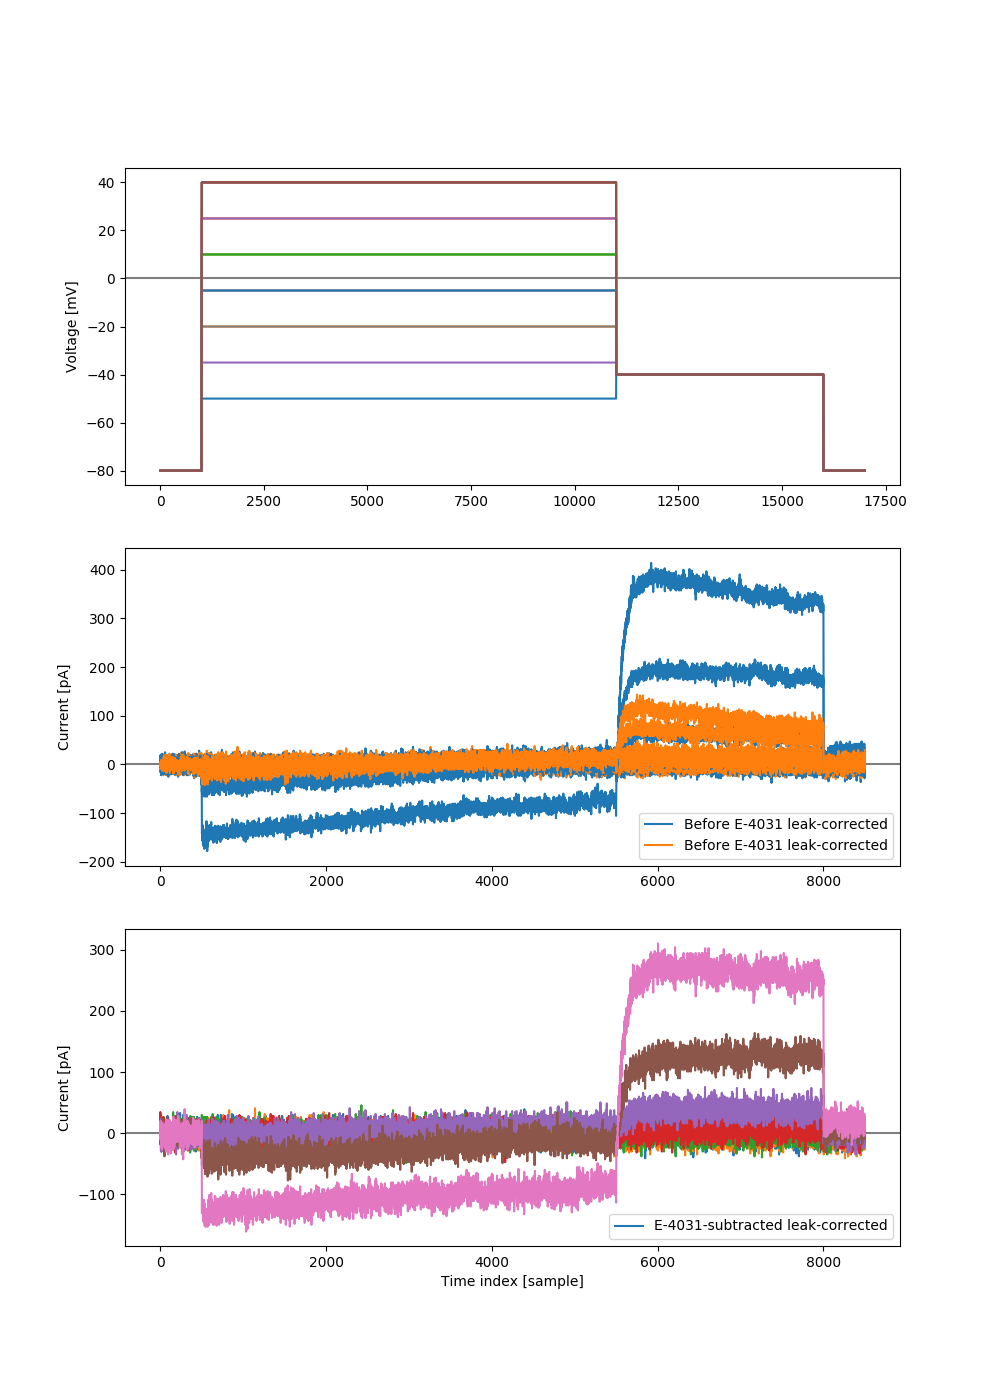 40
20
0
−20
−40
−60
−80
Voltage [mV]
0 2500 5000 7500 10000 12500 15000 17500
400
300
200
100
0
−100
−200
Current [pA]
Before E-4031 leak-corrected
Before E-4031 leak-corrected
0 2000 4000 6000 8000
300
200
100
0
−100
Current [pA]
E-4031-subtracted leak-corrected
0 2000 4000 6000 8000
Time index [sample]